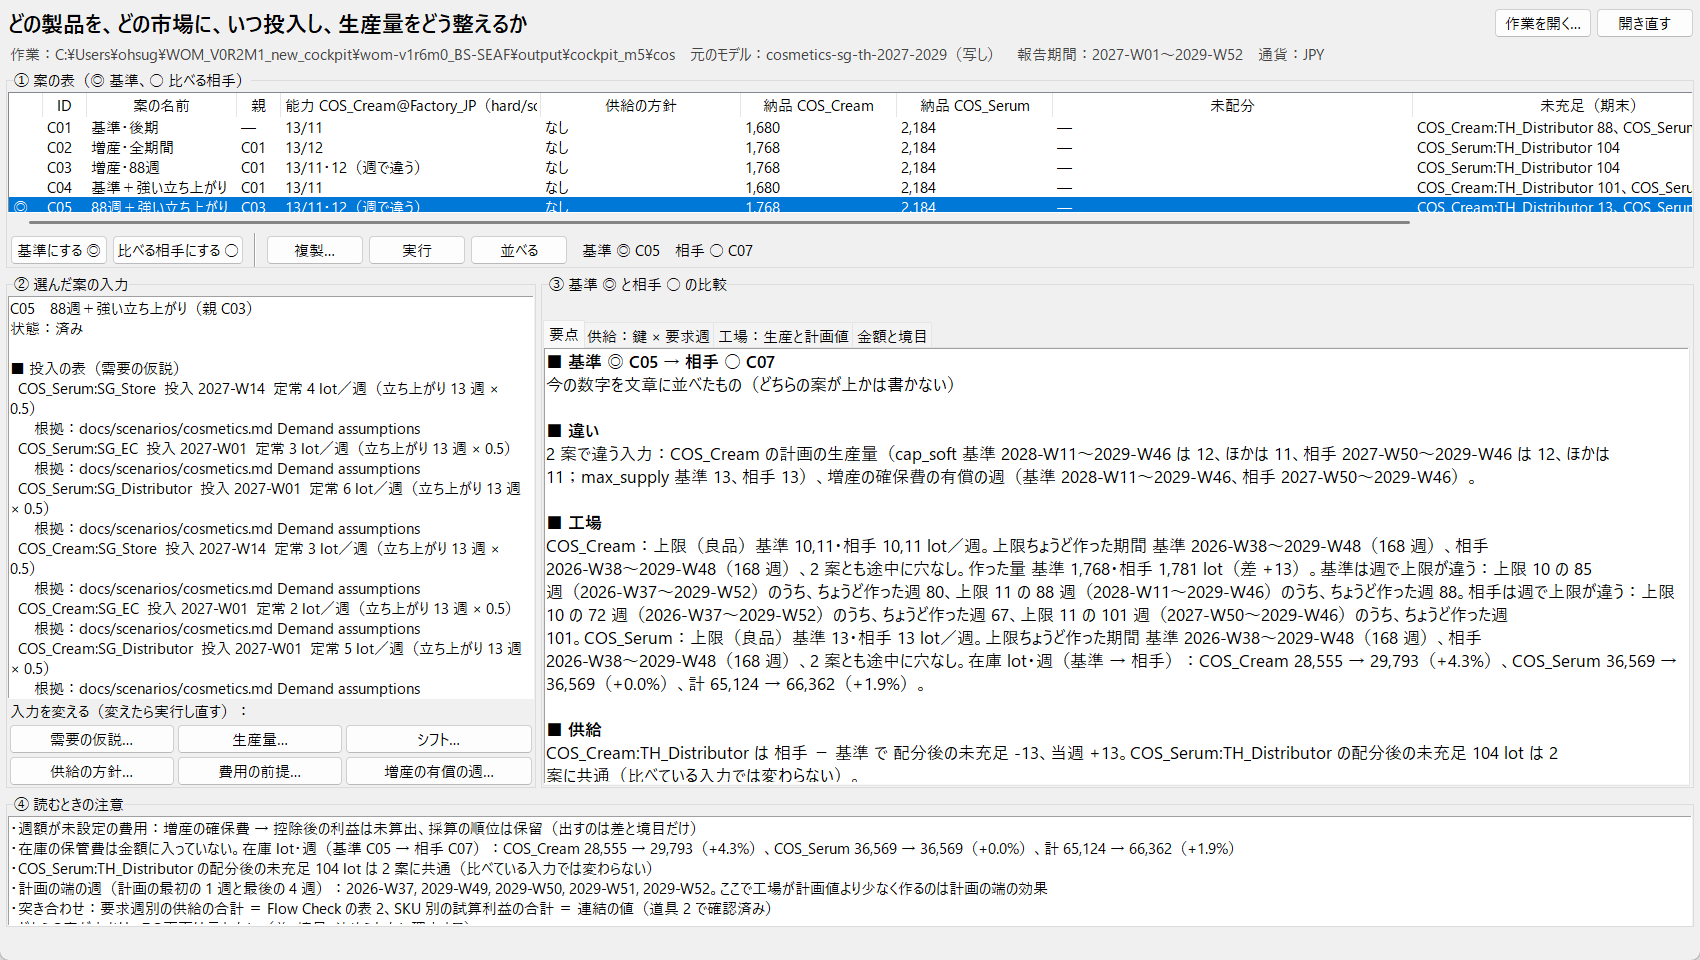 どの製品を、どの市場に、いつ投入し、生産量をどう整えるか
作業を開く... 開き直す
作業：C:¥Users¥ohsug¥WOM_V0R2M1_new_cockpit¥wom-v1r6m0_BS-SEAF¥output¥cockpit_m5¥cos 元のモデル：cosmetics-sg-th-2027-2029（写し） 報告期間：2027-W01～2029-W52 通貨：JPY
① 案の表（◎ 基準、○ 比べる相手）
ID 案の名前 親 能力 COS_Cream@Factory_JP（hard/sc 供給の方針 納品 COS_Cream 納品 COS_Serum 未配分 未充足（期末）
C01 基準・後期 — 13/11 なし 1,680 2,184 — COS_Cream:TH_Distributor 88、COS_Serun
C02 増産・全期間 C01 13/12 なし 1,768 2,184 — COS_Serum:TH_Distributor 104
C03 増産・88週 C01 13/11・12（週で違う） なし 1,768 2,184 — COS_Serum:TH_Distributor 104
C04 基準＋強い立ち上がり C01 13/11 なし 1,680 2,184 — COS_Cream:TH_Distributor 101、COS_Seru
◎ C05 88週＋強い立ち上がり C03 13/11・12（週で違う） なし 1,768 2,184 — COS_Cream:TH_Distributor 13、COS_Serun
基準にする ◎ 比べる相手にする ○ 複製... 実行 並べる 基準 ◎ C05 相手 ○ C07
② 選んだ案の入力
C05 88週＋強い立ち上がり（親 C03）
状態：済み
■ 投入の表（需要の仮説）
COS_Serum:SG_Store 投入 2027-W14 定常 4 lot／週（立ち上がり 13 週 ×
0.5）
根拠：docs/scenarios/cosmetics.md Demand assumptions
COS_Serum:SG_EC 投入 2027-W01 定常 3 lot／週（立ち上がり 13 週 × 0.5）
根拠：docs/scenarios/cosmetics.md Demand assumptions
COS_Serum:SG_Distributor 投入 2027-W01 定常 6 lot／週（立ち上がり 13 週
× 0.5）
根拠：docs/scenarios/cosmetics.md Demand assumptions
COS_Cream:SG_Store 投入 2027-W14 定常 3 lot／週（立ち上がり 13 週 ×
0.5）
根拠：docs/scenarios/cosmetics.md Demand assumptions
COS_Cream:SG_EC 投入 2027-W01 定常 2 lot／週（立ち上がり 13 週 × 0.5）
根拠：docs/scenarios/cosmetics.md Demand assumptions
COS_Cream:SG_Distributor 投入 2027-W01 定常 5 lot／週（立ち上がり 13 週
× 0.5）
根拠：docs/scenarios/cosmetics.md Demand assumptions
入力を変える（変えたら実行し直す）：
需要の仮説... 生産量... シフト...
供給の方針... 費用の前提... 増産の有償の週...
③ 基準 ◎ と相手 ○ の比較
要点 供給：鍵 × 要求週 工場：生産と計画値 金額と境目
■ 基準 ◎ C05 → 相手 ○ C07
今の数字を文章に並べたもの（どちらの案が上かは書かない）
■ 違い
2 案で違う入力：COS_Cream の計画の生産量（cap_soft 基準 2028-W11～2029-W46 は 12、ほかは 11、相手 2027-W50～2029-W46 は 12、ほかは
11；max_supply 基準 13、相手 13）、増産の確保費の有償の週（基準 2028-W11～2029-W46、相手 2027-W50～2029-W46）。
■ 工場
COS_Cream：上限（良品）基準 10,11・相手 10,11 lot／週。上限ちょうど作った期間 基準 2026-W38～2029-W48（168 週）、相手
2026-W38～2029-W48（168 週）、2 案とも途中に穴なし。作った量 基準 1,768・相手 1,781 lot（差 +13）。基準は週で上限が違う：上限 10 の 85
週（2026-W37～2029-W52）のうち、ちょうど作った週 80、上限 11 の 88 週（2028-W11～2029-W46）のうち、ちょうど作った週 88。相手は週で上限が違う：上限
10 の 72 週（2026-W37～2029-W52）のうち、ちょうど作った週 67、上限 11 の 101 週（2027-W50～2029-W46）のうち、ちょうど作った週
101。COS_Serum：上限（良品）基準 13・相手 13 lot／週。上限ちょうど作った期間 基準 2026-W38～2029-W48（168 週）、相手
2026-W38～2029-W48（168 週）、2 案とも途中に穴なし。在庫 lot・週（基準 → 相手）：COS_Cream 28,555 → 29,793（+4.3%）、COS_Serum 36,569 →
36,569（+0.0%）、計 65,124 → 66,362（+1.9%）。
■ 供給
COS_Cream:TH_Distributor は 相手 － 基準 で 配分後の未充足 -13、当週 +13。COS_Serum:TH_Distributor の配分後の未充足 104 lot は 2
案に共通（比べている入力では変わらない）。
④ 読むときの注意
・週額が未設定の費用：増産の確保費 → 控除後の利益は未算出、採算の順位は保留（出すのは差と境目だけ）
・在庫の保管費は金額に入っていない。在庫 lot・週（基準 C05 → 相手 C07）：COS_Cream 28,555 → 29,793（+4.3%）、COS_Serum 36,569 → 36,569（+0.0%）、計 65,124 → 66,362（+1.9%）
・COS_Serum:TH_Distributor の配分後の未充足 104 lot は 2 案に共通（比べている入力では変わらない）
・計画の端の週（計画の最初の 1 週と最後の 4 週）：2026-W37, 2029-W49, 2029-W50, 2029-W51, 2029-W52。ここで工場が計画値より少なく作るのは計画の端の効果
・突き合わせ：要求週別の供給の合計 ＝ Flow Check の表 2、SKU 別の試算利益の合計 ＝ 連結の値（道具 2 で確認済み）